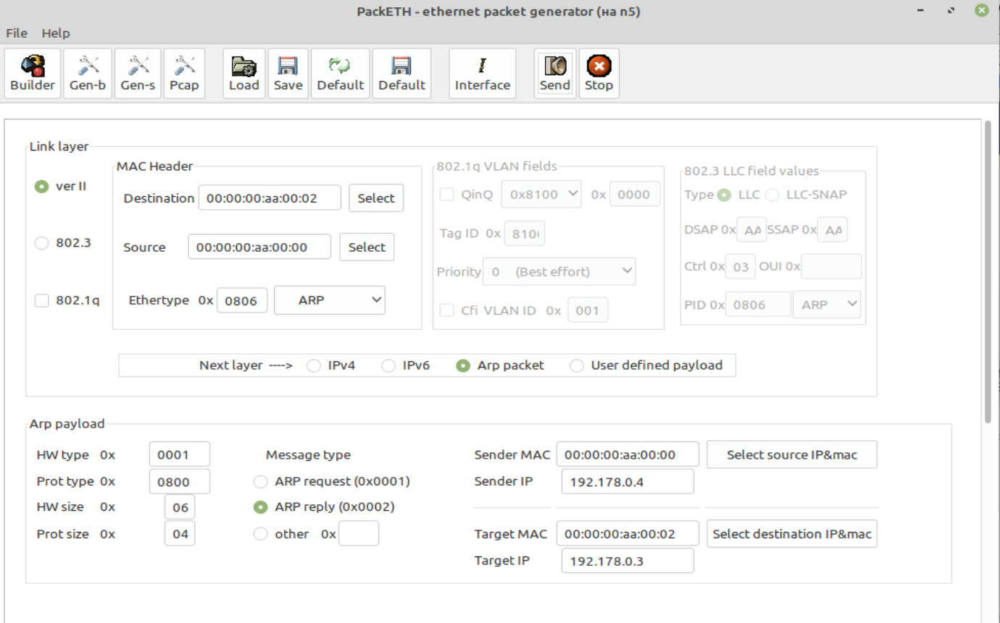 PackETH - ethernet packet generator (на n5)
File Help
Builder Gen-b Gen-s Pcap Load Save Default Default Interface Send Stop
Link layer
ver II
802.3
802.1q
MAC Header
Destination 00:00:00:aa:00:02 Select
Source 00:00:00:aa:00:00 Select
Ethertype 0x 0806 ARP
802.1q VLAN fields
QinQ 0x8100 0x 0000
Tag ID 0x 810
Priority 0 (Best effort)
Cfi VLAN ID 0x 001
802.3 LLC field values
Type LLC LLC-SNAP
DSAP 0x AA SSAP 0x AA
Ctrl 0x 03 OUI 0x
PID 0x 0806 ARP
Next layer ----> IPv4 IPv6 Arp packet User defined payload
Arp payload
HW type 0x 0001
Prot type 0x 0800
HW size 0x 06
Prot size 0x 04
Message type
ARP request (0x0001)
ARP reply (0x0002)
other 0x
Sender MAC 00:00:00:aa:00:00 Select source IP&mac
Sender IP 192.178.0.4
Target MAC 00:00:00:aa:00:02 Select destination IP&mac
Target IP 192.178.0.3